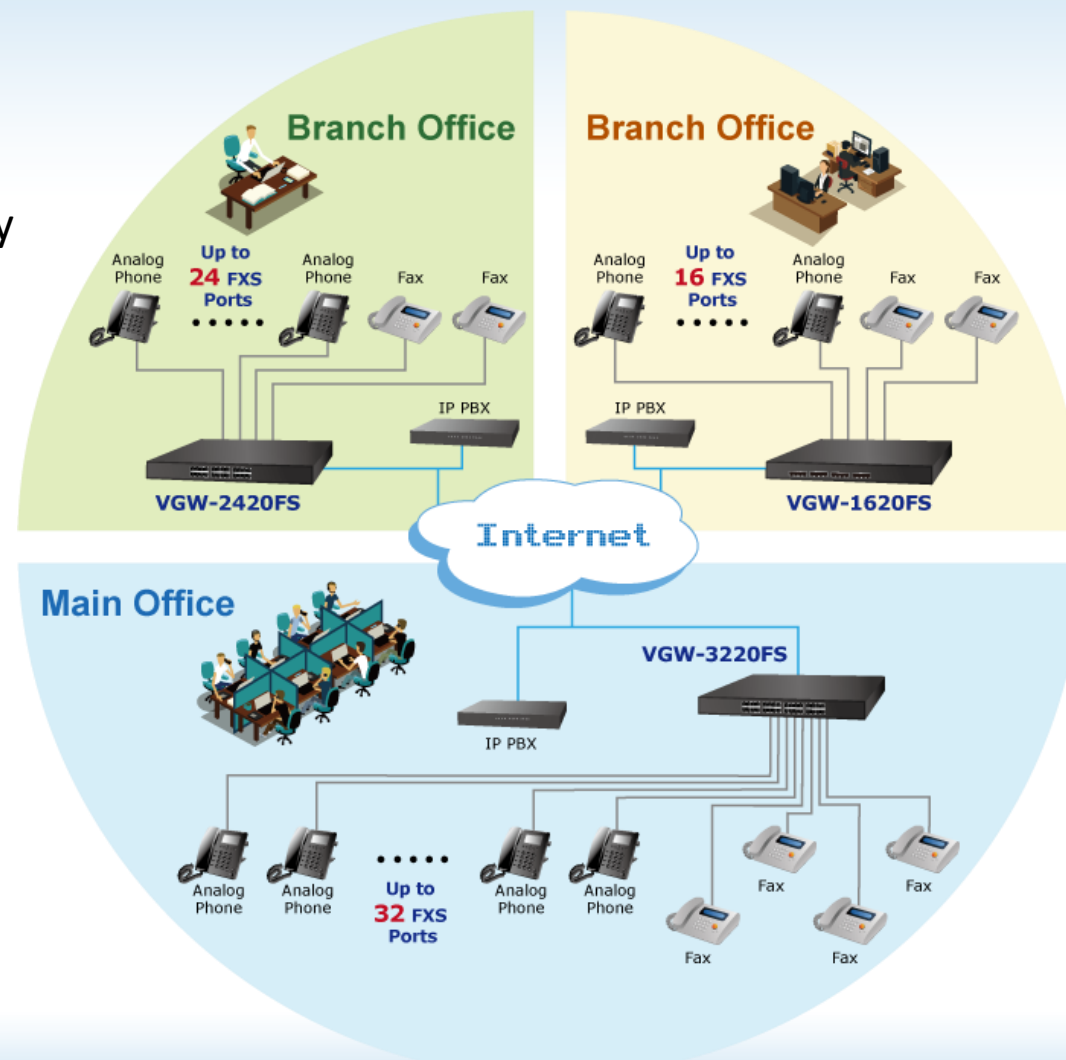 Branch Office
y
Analog
Phone
Up to
24 FXS
Ports
Analog
Phone
Fax
Fax
IP PBX
VGW-2420FS
Branch Office
Analog
Phone
Up to
16 FXS
Ports
Analog
Phone
Fax
Fax
IP PBX
VGW-1620FS
Internet
Main Office
VGW-3220FS
IP PBX
Analog
Phone
Analog
Phone
Up to
32 FXS
Ports
Analog
Phone
Analog
Phone
Fax
Fax
Fax
Fax